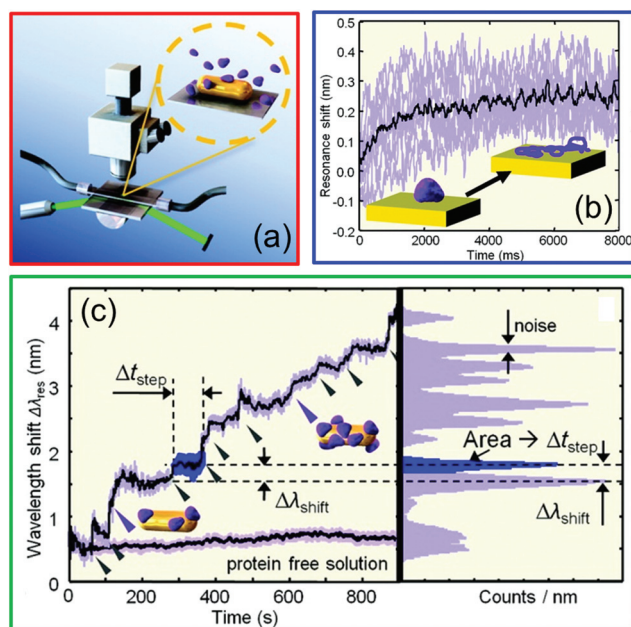 (a)
Resonance shift (nm)
0.5
0.4
0.3
0.2
0.1
0.0
-0.1
-0.2
0
2000
4000
6000
8000
Time (ms)
(b)
(c)
Wavelength shift Δλres (nm)
4
3
2
1
0
Δtstep
Δλshift
protein free solution
0
200
400
600
800
Time (s)
noise
Area → Δtstep
Δλshift
Counts / nm